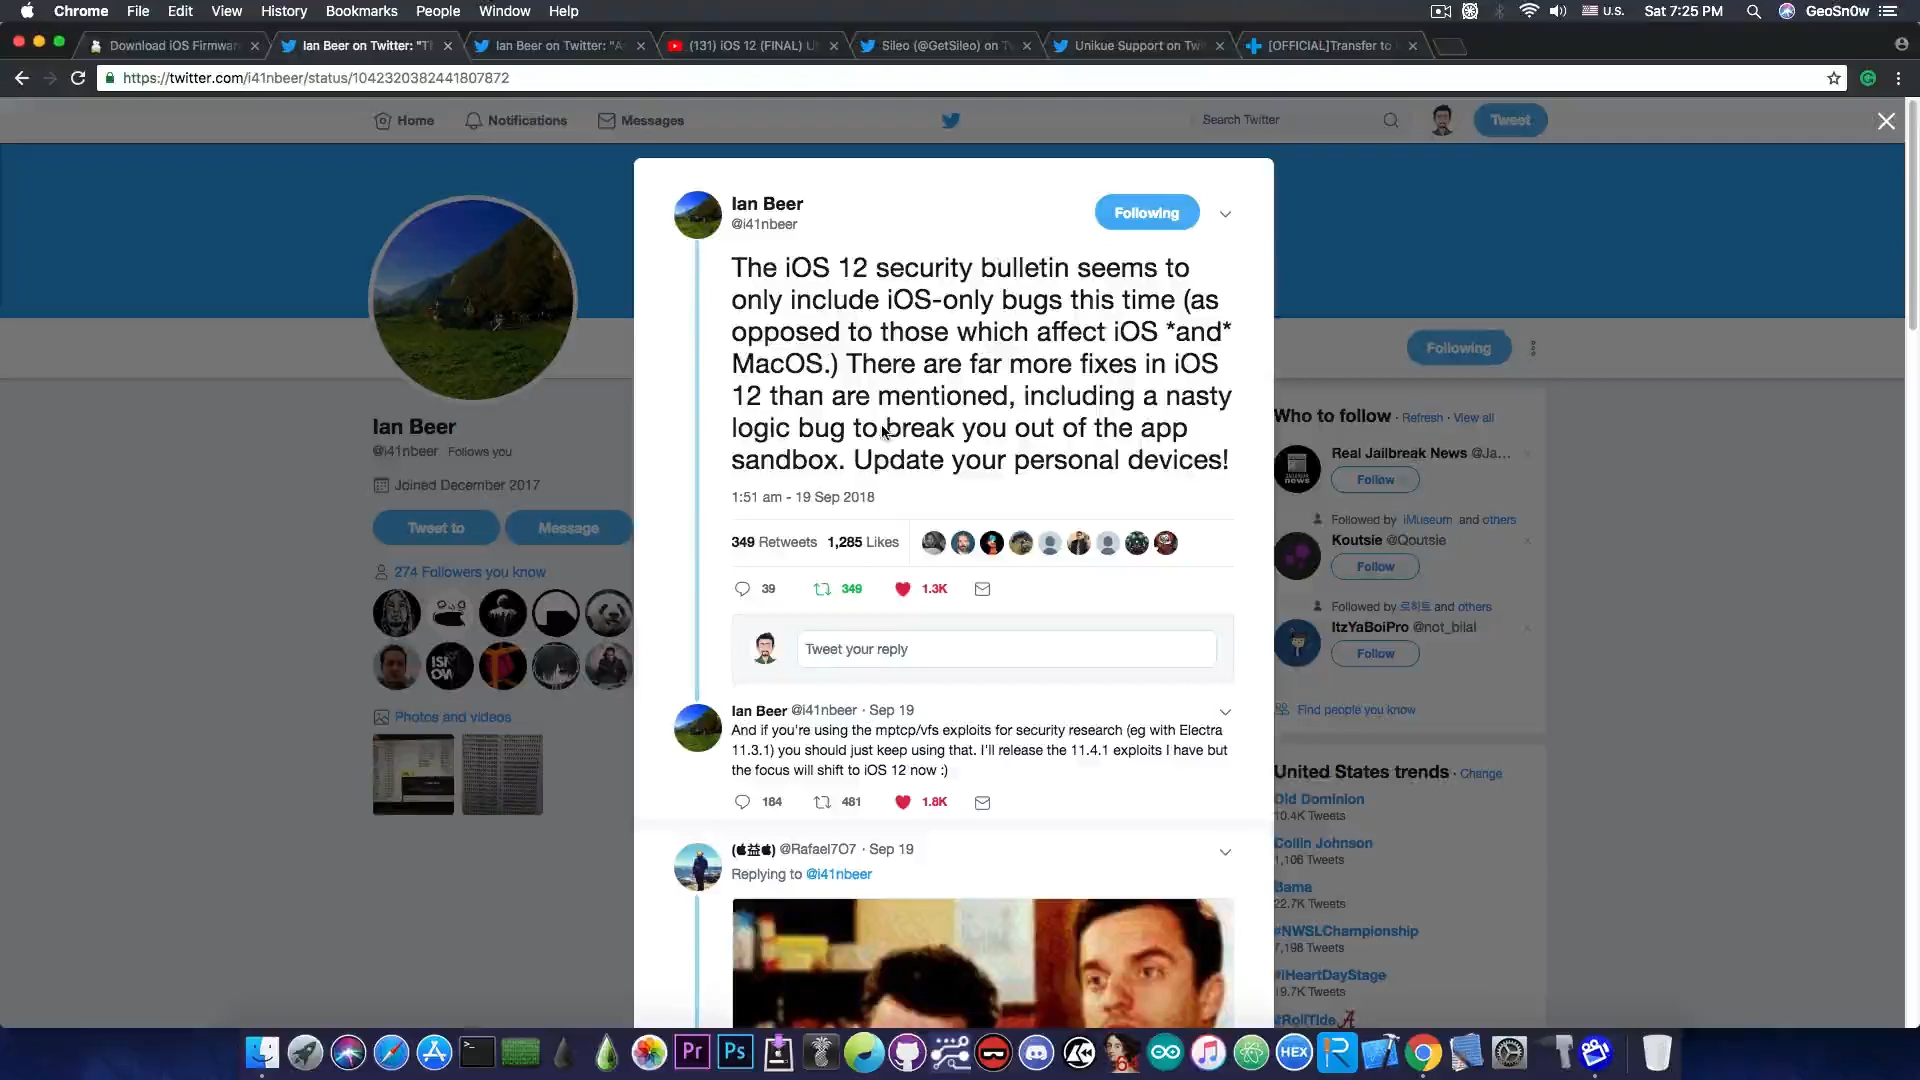 Chrome File Edit View History Bookmarks People Window Help
U.S. Sat 7:25 PM GeoSn0w
Download iOS Firmwar
Ian Beer on Twitter: "T
Ian Beer on Twitter: "A
(131) iOS 12 (FINAL) U
Sileo (@GetSileo) on T
Unikue Support on Twi
[OFFICIAL]Transfer to
https://twitter.com/i41nbeer/status/1042320382441807872
Home Notifications Messages
Search Twitter
Tweet
Ian Beer
@i41nbeer
Following
The iOS 12 security bulletin seems to
only include iOS-only bugs this time (as
opposed to those which affect iOS *and*
MacOS.) There are far more fixes in iOS
12 than are mentioned, including a nasty
logic bug to break you out of the app
sandbox. Update your personal devices!
1:51 am - 19 Sep 2018
349 Retweets 1,285 Likes
39 349 1.3K
Tweet your reply
Ian Beer @i41nbeer · Sep 19
And if you're using the mptcp/vfs exploits for security research (eg with Electra
11.3.1) you should just keep using that. I'll release the 11.4.1 exploits I have but
the focus will shift to iOS 12 now :)
184 481 1.8K
(益) @Rafael7O7 · Sep 19
Replying to @i41nbeer
Ian Beer
@i41nbeer Follows you
Joined December 2017
Tweet to
Message
274 Followers you know
Photos and videos
Following
Who to follow · Refresh · View all
Real Jailbreak News @Ja...
Follow
Followed by iMuseum and others
Koutsie @Qoutsie
Follow
Followed by 로히트 and others
ItzYaBoiPro @not_bilal
Follow
Find people you know
United States trends · Change
Old Dominion
10.4K Tweets
Collin Johnson
1,106 Tweets
Bama
22.7K Tweets
#NWSLChampionship
7,198 Tweets
#iHeartDayStage
19.7K Tweets
#RollTide
Pr
Ps
64
HEX